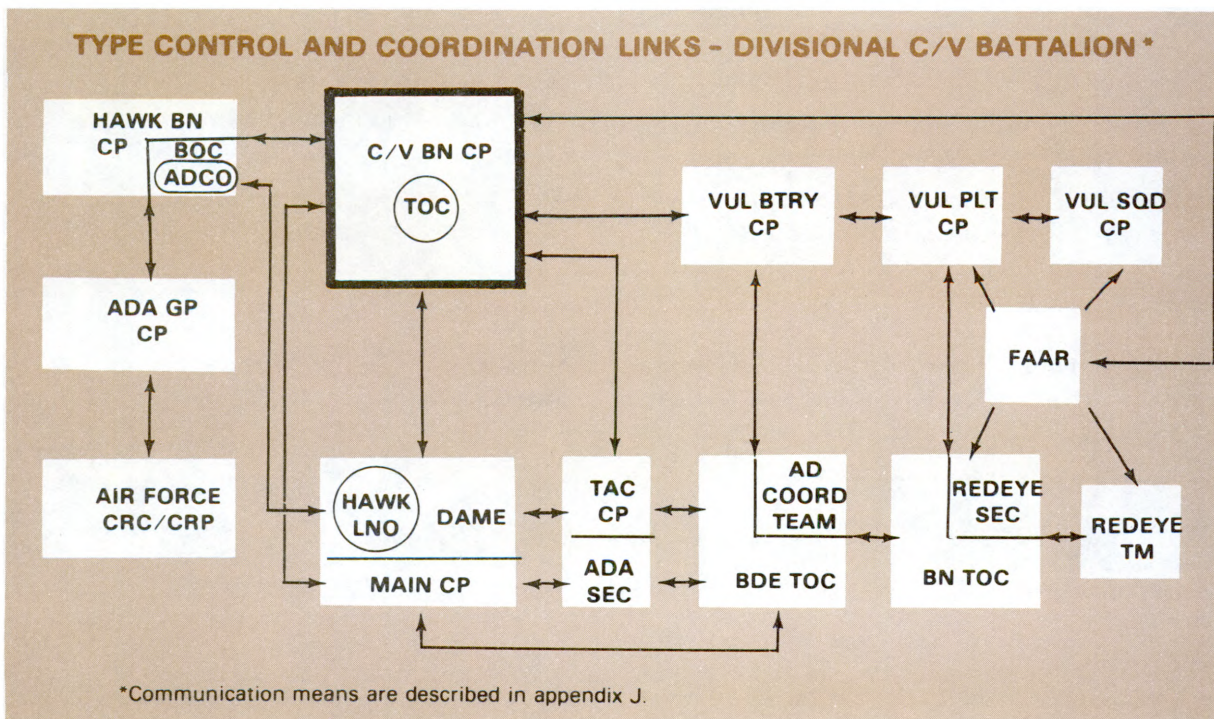 TYPE CONTROL AND COORDINATION LINKS - DIVISIONAL C/V BATTALION*
HAWK BN
CP
BOC
ADCO
C/V BN CP
TOC
VUL BTRY
CP
VUL PLT
CP
VUL SQD
CP
ADA GP
CP
FAAR
AIR FORCE
CRC/CRP
HAWK
LNO
DAME
MAIN CP
TAC
CP
ADA
SEC
AD
COORD
TEAM
BDE TOC
REDEYE
SEC
BN TOC
REDEYE
TM
*Communication means are described in appendix J.